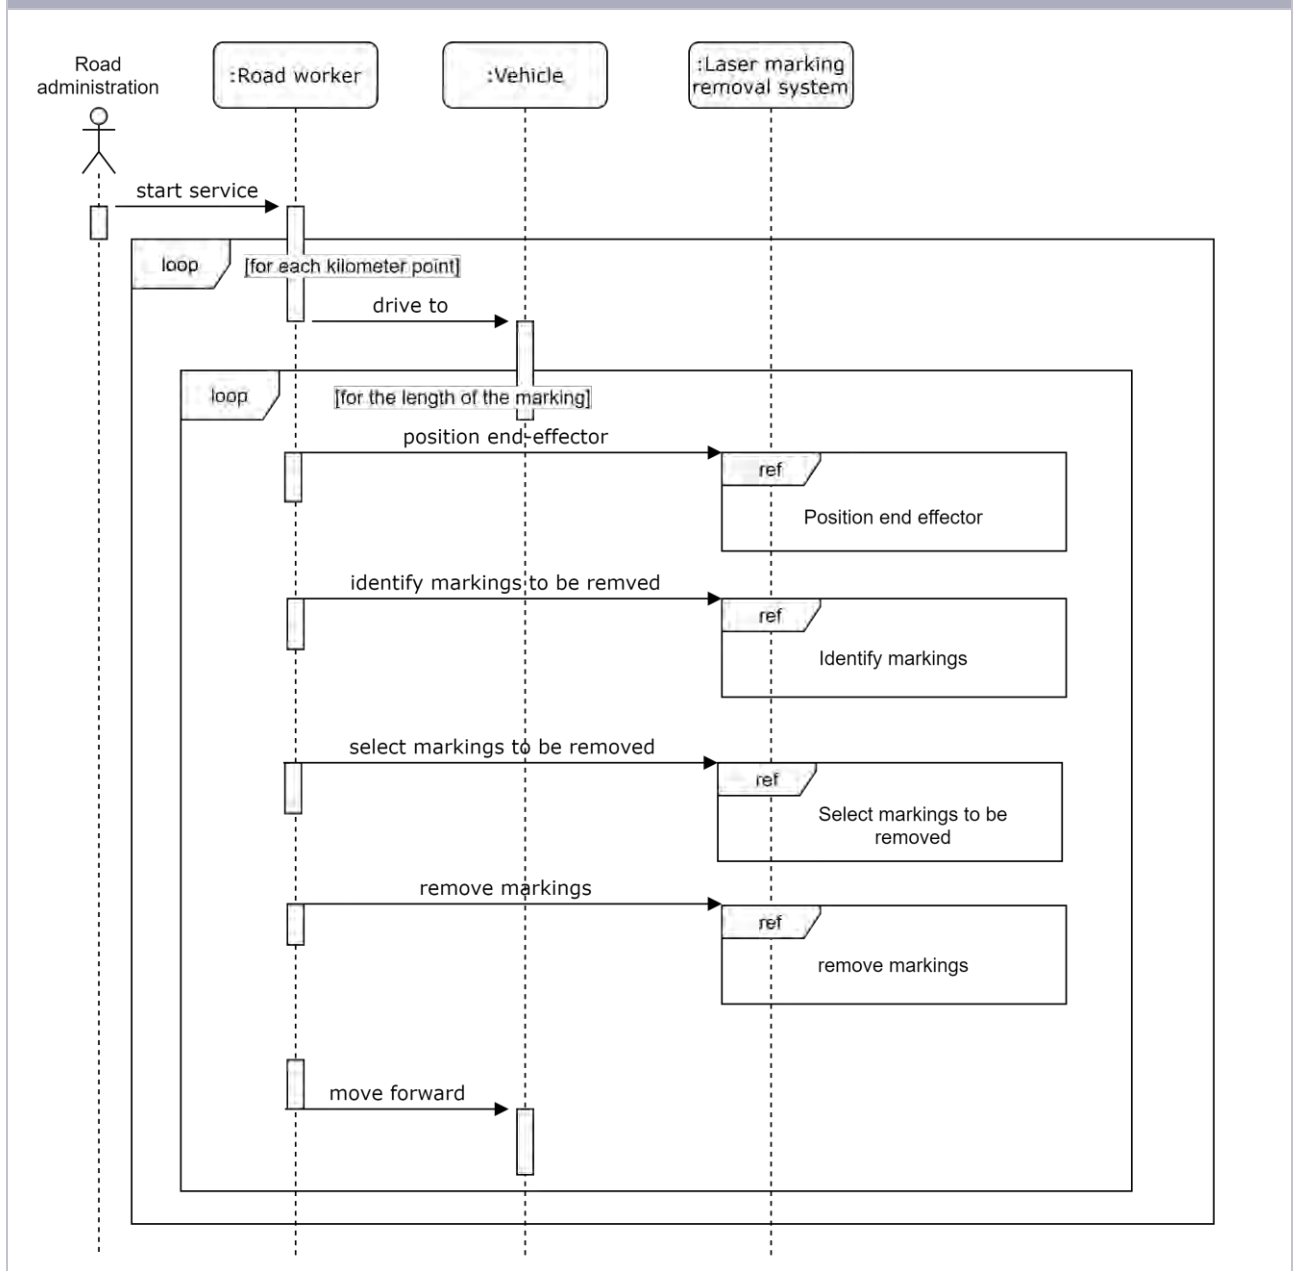 Road
administration
:Road worker
:Vehicle
:Laser marking
removal system
start service
loop
[for each kilometer point]
drive to
loop
[for the length of the marking]
position end-effector
ref
Position end effector
identify markings to be remved
ref
Identify markings
select markings to be removed
ref
Select markings to be
removed
remove markings
ref
remove markings
move forward